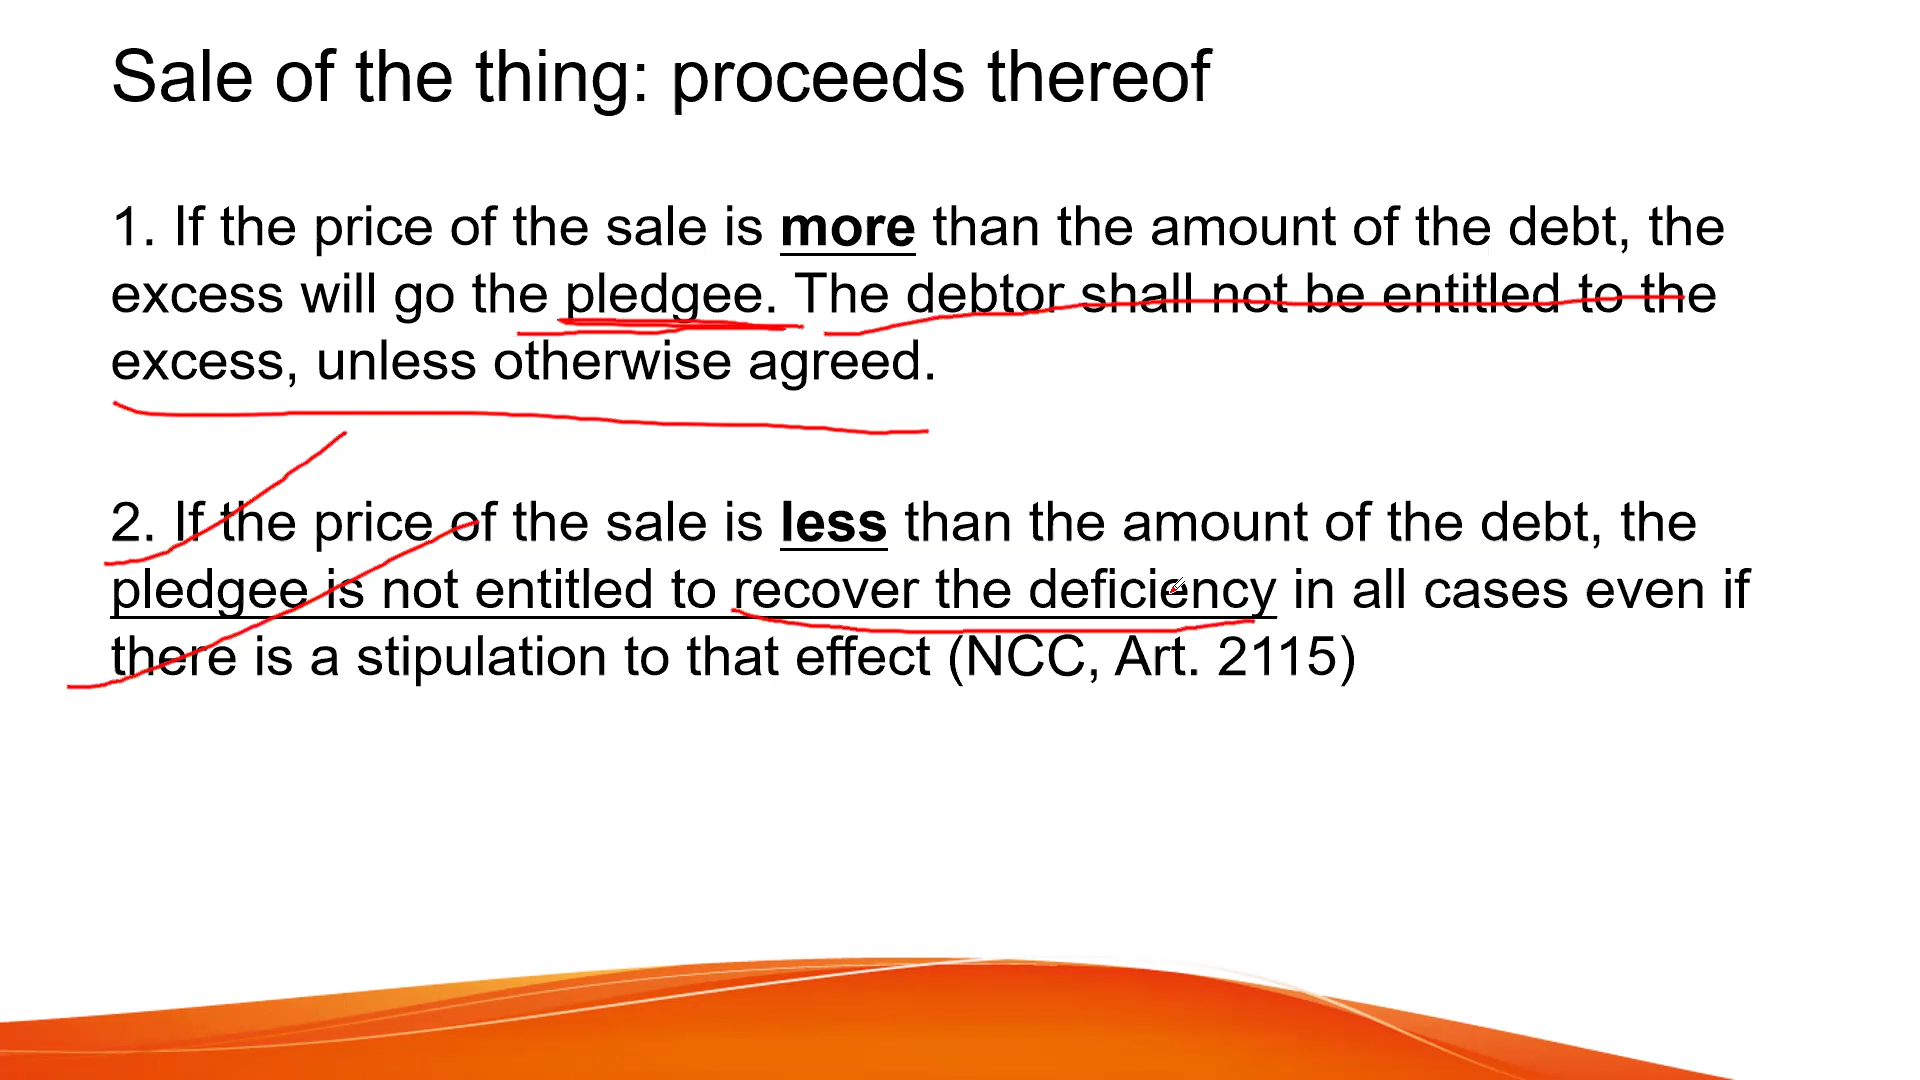 Sale of the thing: proceeds thereof
1. If the price of the sale is more than the amount of the debt, the
excess will go the pledgee. The debtor shall not be entitled to the
excess, unless otherwise agreed.
2. If the price of the sale is less than the amount of the debt, the
pledgee is not entitled to recover the deficiency in all cases even if
there is a stipulation to that effect (NCC, Art. 2115)